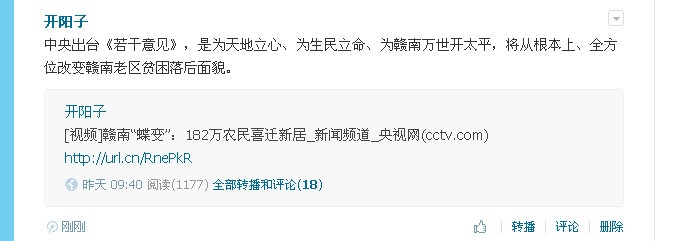 开阳子
中央出台《若干意见》，是为天地立心、为生民立命、为赣南万世开太平，将从根本上、全方
位改变赣南老区贫困落后面貌。
开阳子
[视频]赣南“蝶变”：182万农民喜迁新居_新闻频道_央视网(cctv.com)
http://url.cn/RnePkR
昨天 09:40 阅读(1177) 全部转播和评论(18)
刚刚 转播 评论 删除